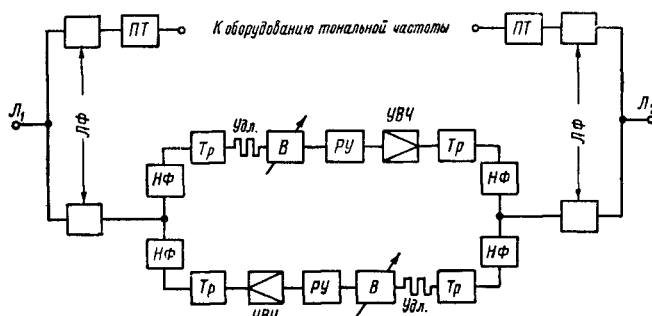 ПТ
К оборудованию тональной частоты
ПТ
Л₁
ЛФ
ЛФ
Л
Тр
Удл.
В
РУ
УВЧ
Тр
НФ
НФ
НФ
НФ
Тр
УВЧ
РУ
В
Удл.
Тр